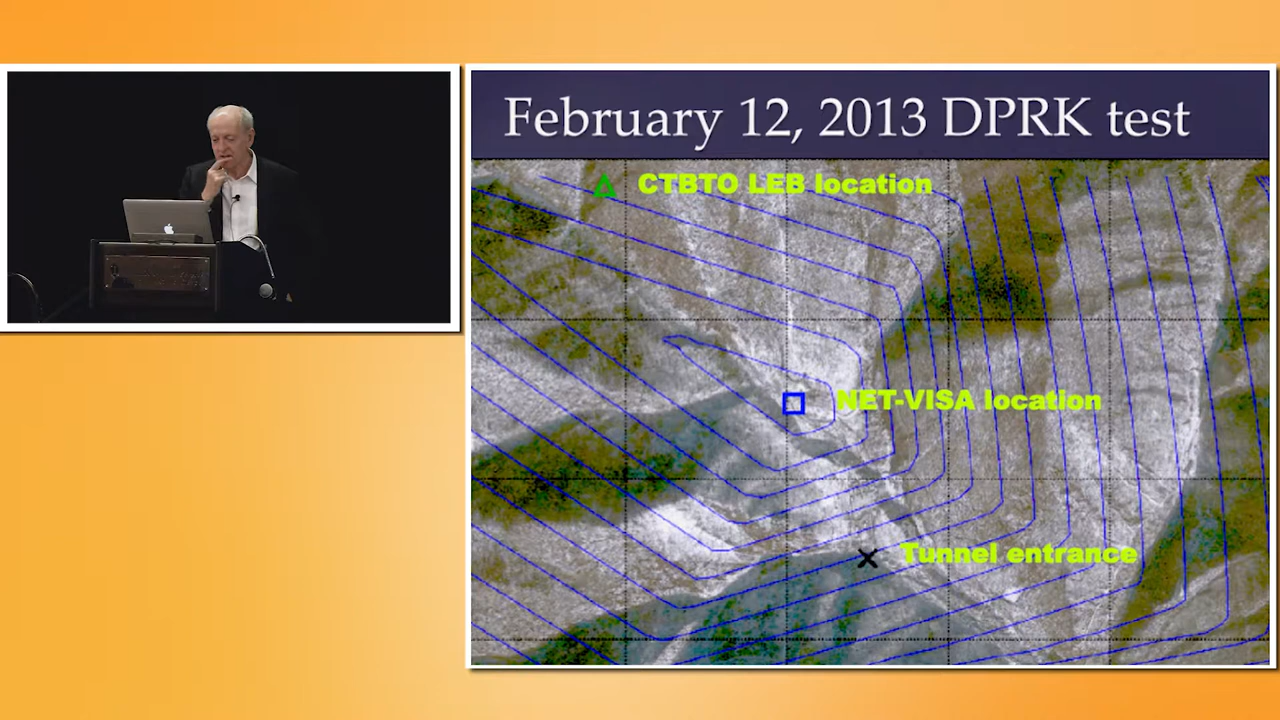 February 12, 2013 DPRK test
CTBTO LEB location
NET-VISA location
Tunnel entrance